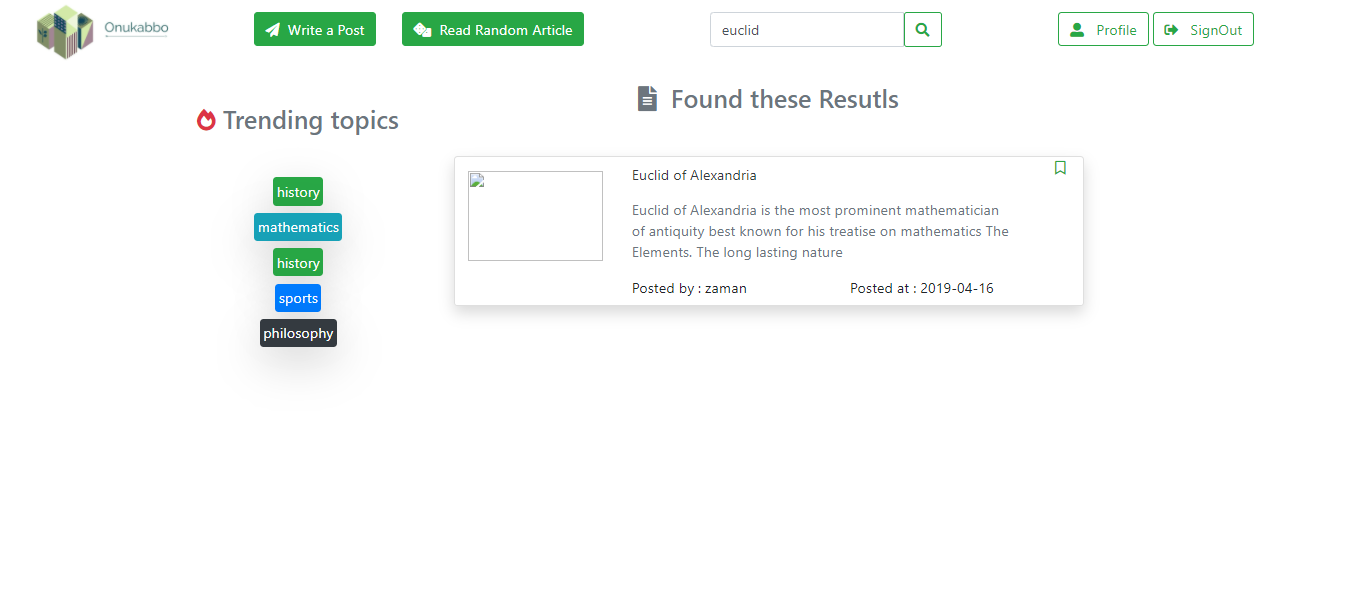 Onukabbo
Write a Post
Read Random Article
euclid
Profile
SignOut
Found these Resutls
Trending topics
history
mathematics
history
sports
philosophy
Euclid of Alexandria
Euclid of Alexandria is the most prominent mathematician
of antiquity best known for his treatise on mathematics The
Elements. The long lasting nature
Posted by : zaman
Posted at : 2019-04-16